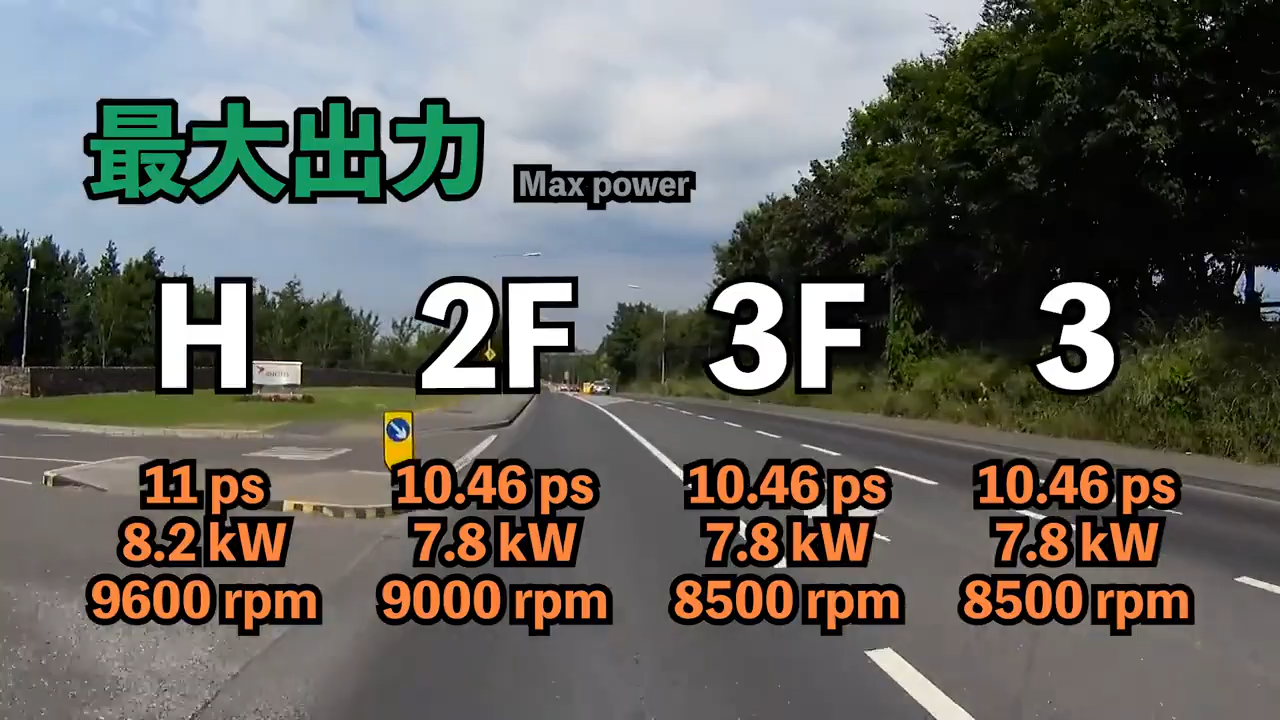 最大出力 Max power
H 2F 3F 3
11 ps 10.46 ps 10.46 ps 10.46 ps
8.2 kW 7.8 kW 7.8 kW 7.8 kW
9600 rpm 9000 rpm 8500 rpm 8500 rpm